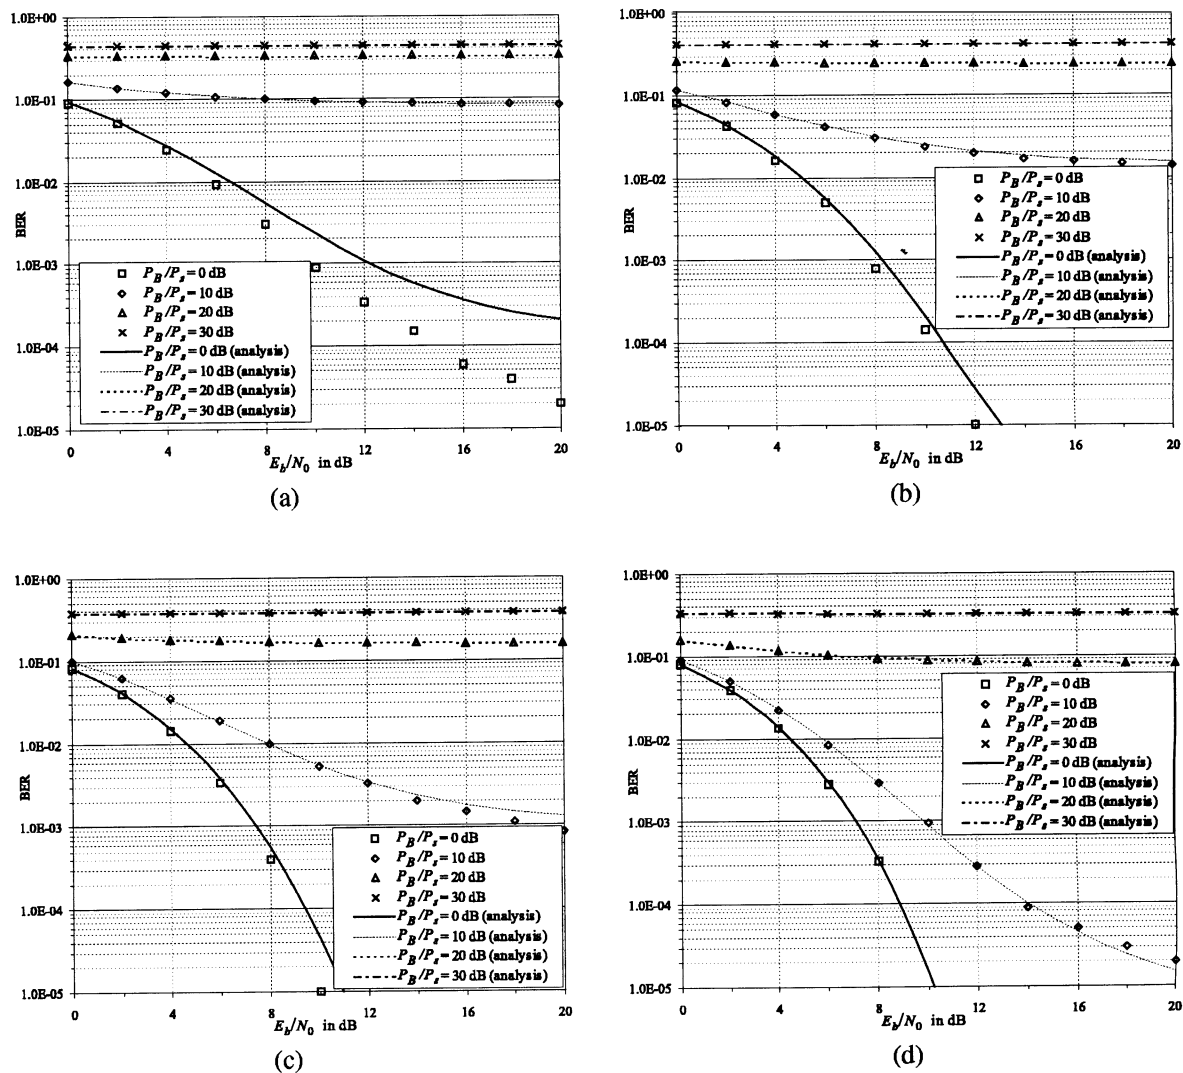 1.0E+00
1.0E-01
1.0E-02
1.0E-03
1.0E-04
1.0E-05
BER
P_B/P_s = 0 dB
P_B/P_s = 10 dB
P_B/P_s = 20 dB
P_B/P_s = 30 dB
P_B/P_s = 0 dB (analysis)
P_B/P_s = 10 dB (analysis)
P_B/P_s = 20 dB (analysis)
P_B/P_s = 30 dB (analysis)
0 4 8 12 16 20
E_b/N_0 in dB
(a)
1.0E+00
1.0E-01
1.0E-02
1.0E-03
1.0E-04
1.0E-05
BER
P_B/P_s = 0 dB
P_B/P_s = 10 dB
P_B/P_s = 20 dB
P_B/P_s = 30 dB
P_B/P_s = 0 dB (analysis)
P_B/P_s = 10 dB (analysis)
P_B/P_s = 20 dB (analysis)
P_B/P_s = 30 dB (analysis)
0 4 8 12 16 20
E_b/N_0 in dB
(b)
1.0E+00
1.0E-01
1.0E-02
1.0E-03
1.0E-04
1.0E-05
BER
P_B/P_s = 0 dB
P_B/P_s = 10 dB
P_B/P_s = 20 dB
P_B/P_s = 30 dB
P_B/P_s = 0 dB (analysis)
P_B/P_s = 10 dB (analysis)
P_B/P_s = 20 dB (analysis)
P_B/P_s = 30 dB (analysis)
0 4 8 12 16 20
E_b/N_0 in dB
(c)
1.0E+00
1.0E-01
1.0E-02
1.0E-03
1.0E-04
1.0E-05
BER
P_B/P_s = 0 dB
P_B/P_s = 10 dB
P_B/P_s = 20 dB
P_B/P_s = 30 dB
P_B/P_s = 0 dB (analysis)
P_B/P_s = 10 dB (analysis)
P_B/P_s = 20 dB (analysis)
P_B/P_s = 30 dB (analysis)
0 4 8 12 16 20
E_b/N_0 in dB
(d)